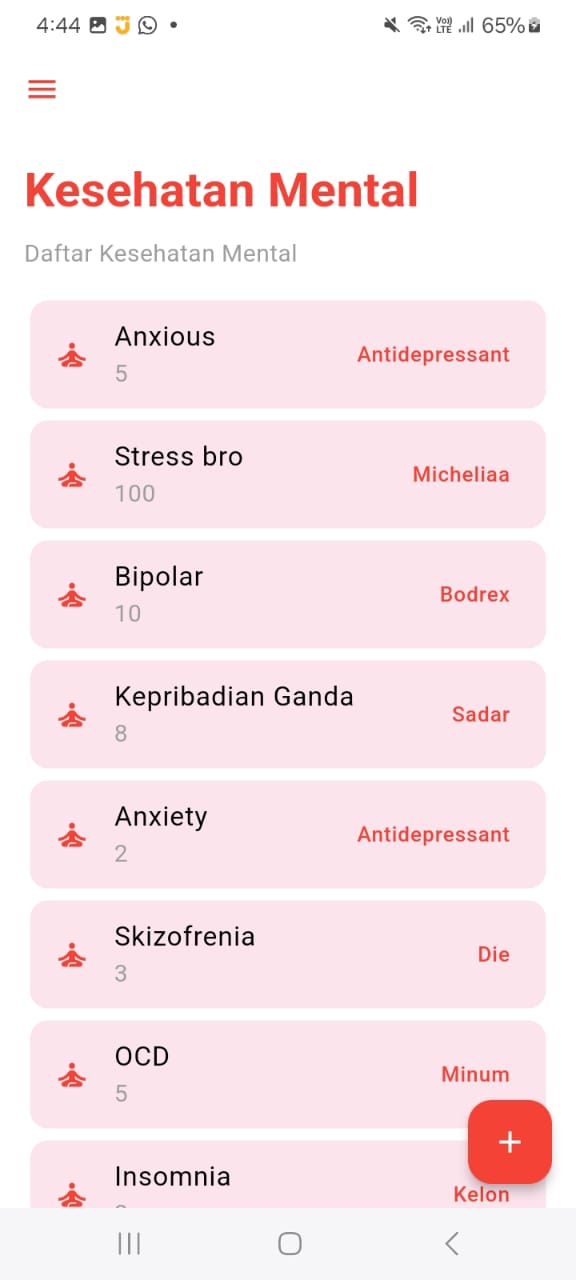 4:44
Vo))
LTE
65%
Kesehatan Mental
Daftar Kesehatan Mental
Anxious
5
Antidepressant
Stress bro
100
Micheliaa
Bipolar
10
Bodrex
Kepribadian Ganda
8
Sadar
Anxiety
2
Antidepressant
Skizofrenia
3
Die
OCD
5
Minum
+
Insomnia
Kelon